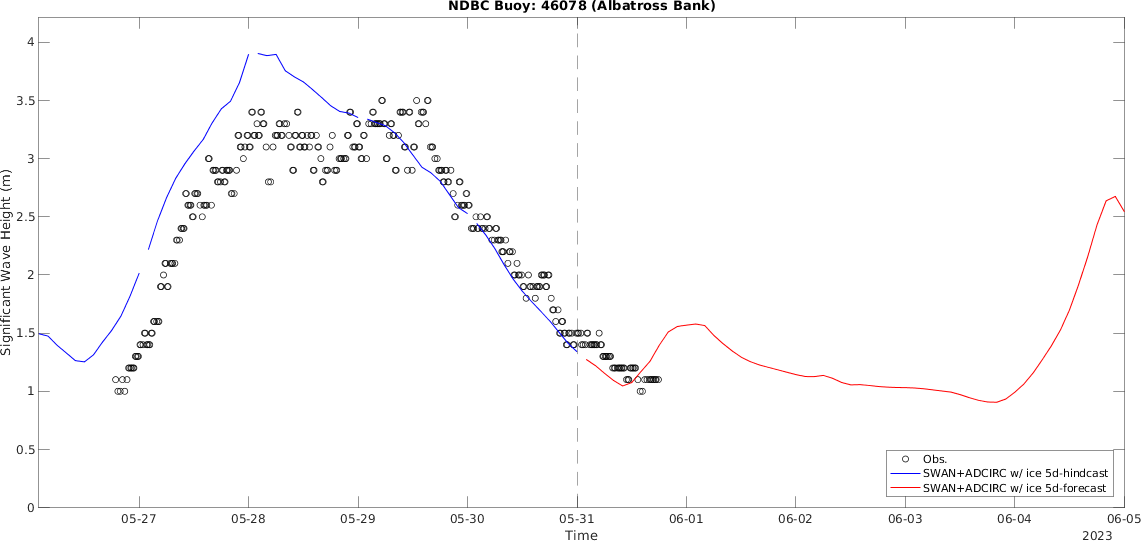 NDBC Buoy: 46078 (Albatross Bank)
Significant Wave Height (m)
4
3.5
3
2.5
2
1.5
1
0.5
0
Obs.
SWAN+ADCIRC w/ ice 5d-hindcast
SWAN+ADCIRC w/ ice 5d-forecast
05-27 05-28 05-29 05-30 05-31 06-01 06-02 06-03 06-04 06-05
Time
2023